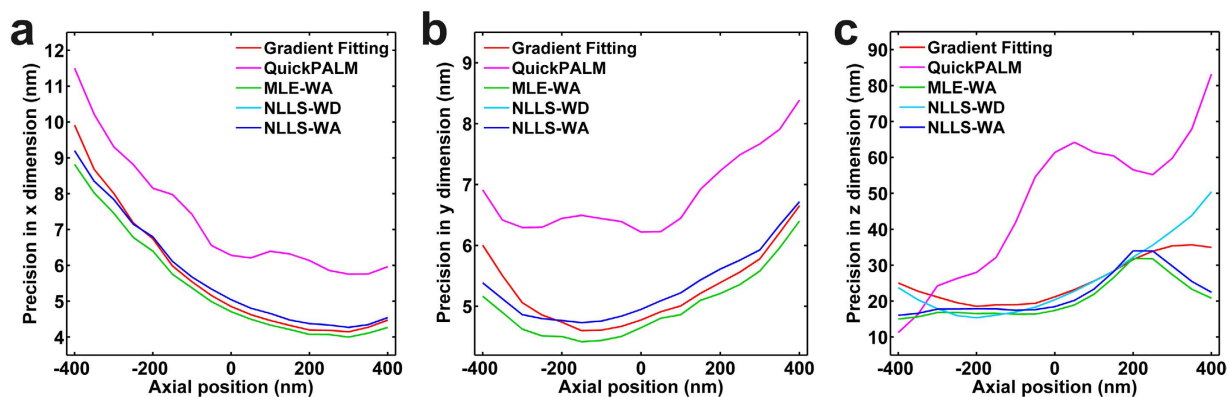 a
Precision in x dimension (nm)
12
11
10
9
8
7
6
5
4
3
Gradient Fitting
QuickPALM
MLE-WA
NLLS-WD
NLLS-WA
-400
-200
0
200
400
Axial position (nm)
b
Precision in y dimension (nm)
9
8
7
6
5
Gradient Fitting
QuickPALM
MLE-WA
NLLS-WD
NLLS-WA
-400
-200
0
200
400
Axial position (nm)
c
Precision in z dimension (nm)
90
80
70
60
50
40
30
20
10
Gradient Fitting
QuickPALM
MLE-WA
NLLS-WD
NLLS-WA
-400
-200
0
200
400
Axial position (nm)